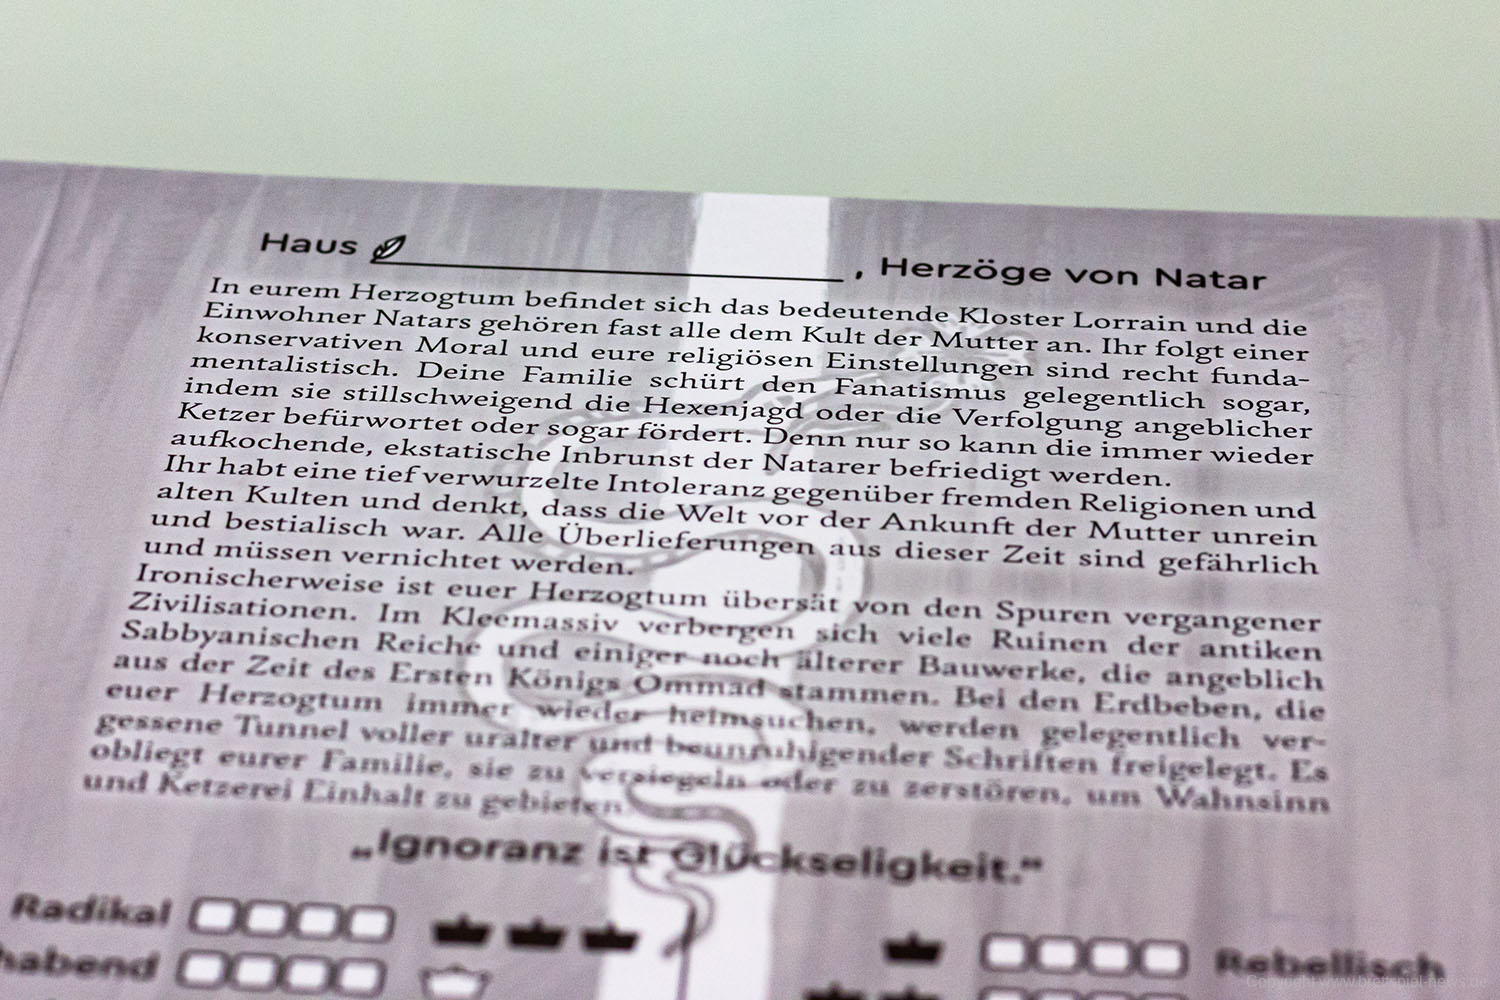 Haus , Herzöge von Natar
In eurem Herzogtum befindet sich das bedeutende Kloster Lorrain und die
Einwohner Natars gehören fast alle dem Kult der Mutter an. Ihr folgt einer
konservativen Moral und eure religiösen Einstellungen sind recht funda-
mentalistisch. Deine Familie schürt den Fanatismus gelegentlich sogar,
indem sie stillschweigend die Hexenjagd oder die Verfolgung angeblicher
Ketzer befürwortet oder sogar fördert. Denn nur so kann die immer wieder
aufkochende, ekstatische Inbrunst der Natarer befriedigt werden.
Ihr habt eine tief verwurzelte Intoleranz gegenüber fremden Religionen und
alten Kulten und denkt, dass die Welt vor der Ankunft der Mutter unrein
und bestialisch war. Alle Überlieferungen aus dieser Zeit sind gefährlich
und müssen vernichtet werden.
Ironischerweise ist euer Herzogtum übersät von den Spuren vergangener
Zivilisationen. Im Kleemassiv verbergen sich viele Ruinen der antiken
Sabbyanischen Reiche und einiger noch älterer Bauwerke, die angeblich
aus der Zeit des Ersten Königs Ommad stammen. Bei den Erdbeben, die
euer Herzogtum immer wieder heimsuchen, werden gelegentlich ver-
gessene Tunnel voller uralter und beunruhigender Schriften freigelegt. Es
obliegt eurer Familie, sie zu versiegeln oder zu zerstören, um Wahnsinn
und Ketzerei Einhalt zu gebieten.
„Ignoranz ist Glückseligkeit.“
Radikal Rebellisch
habend
Copyright www.brettspiel-news.de